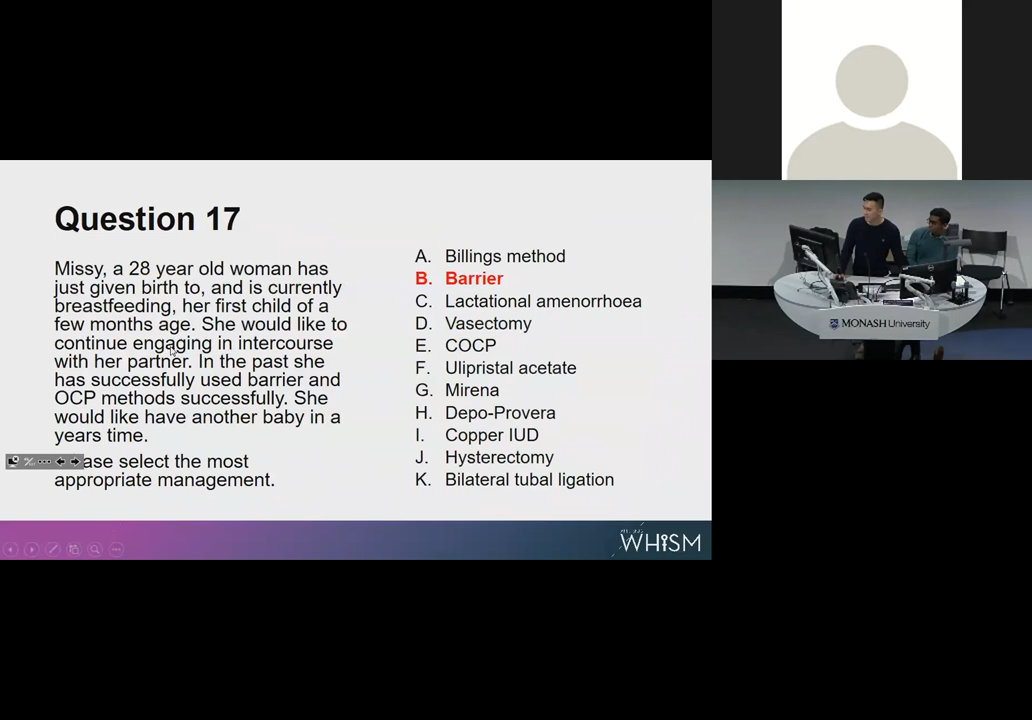 Question 17
Missy, a 28 year old woman has
just given birth to, and is currently
breastfeeding, her first child of a
few months age. She would like to
continue engaging in intercourse
with her partner. In the past she
has successfully used barrier and
OCP methods successfully. She
would like have another baby in a
years time.
ase select the most
appropriate management.
A. Billings method
B. Barrier
C. Lactational amenorrhoea
D. Vasectomy
E. COCP
F. Ulipristal acetate
G. Mirena
H. Depo-Provera
I. Copper IUD
J. Hysterectomy
K. Bilateral tubal ligation
WHiSM
MONASH University